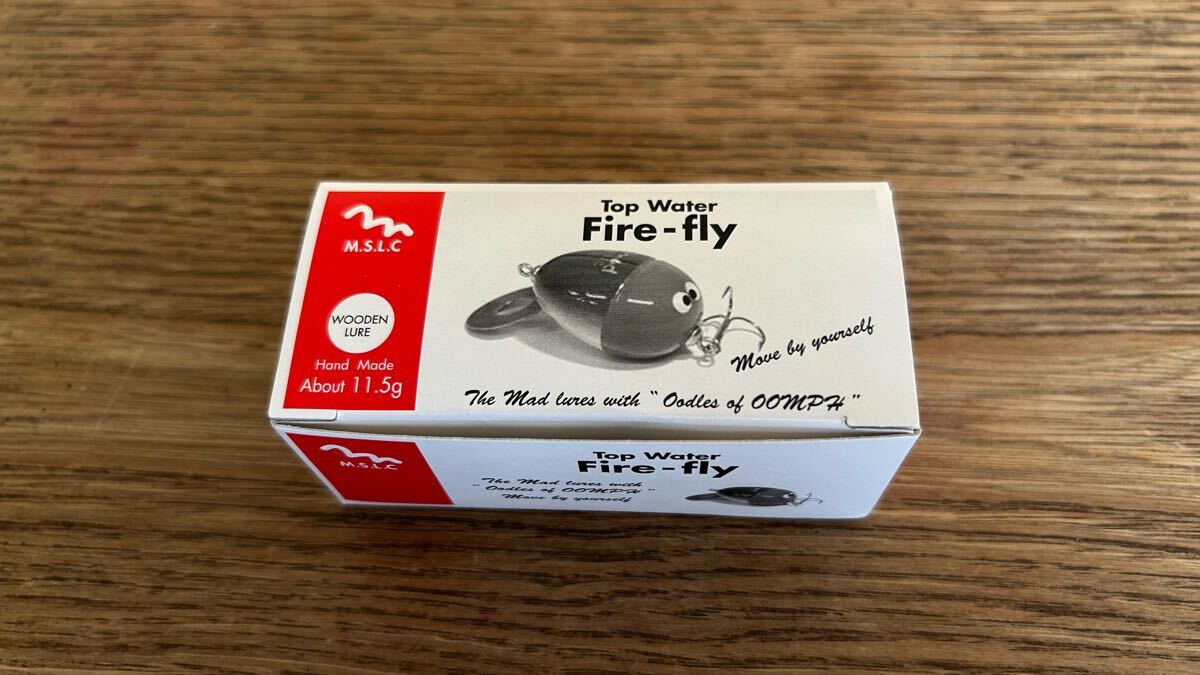 M.S.L.C
WOODEN
LURE
Hand Made
About 11.5g
Top Water
Fire-fly
Move by yourself
The Mad lures with "Oodles of OOMPH"
M.S.L.C
Top Water
Fire-fly
The Mad lures with
"Oodles of OOMPH"
Move by yourself